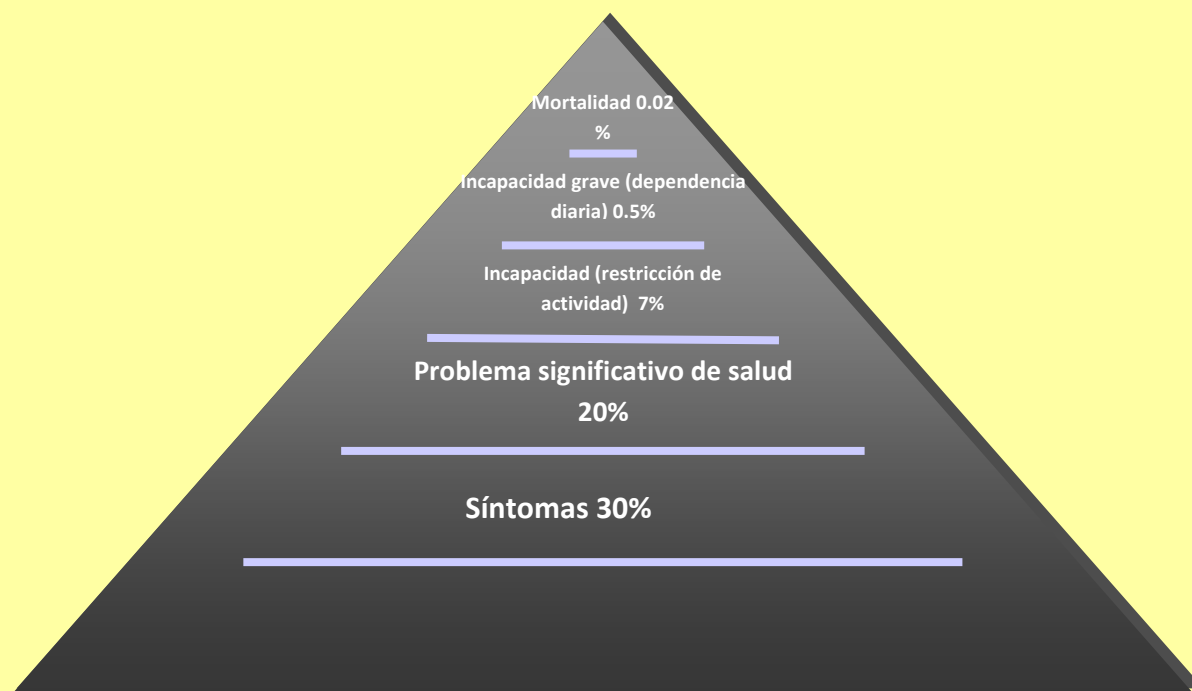 Mortalidad 0.02
%
Incapacidad grave (dependencia
diaria) 0.5%
Incapacidad (restricción de
actividad) 7%
Problema significativo de salud
20%
Síntomas 30%